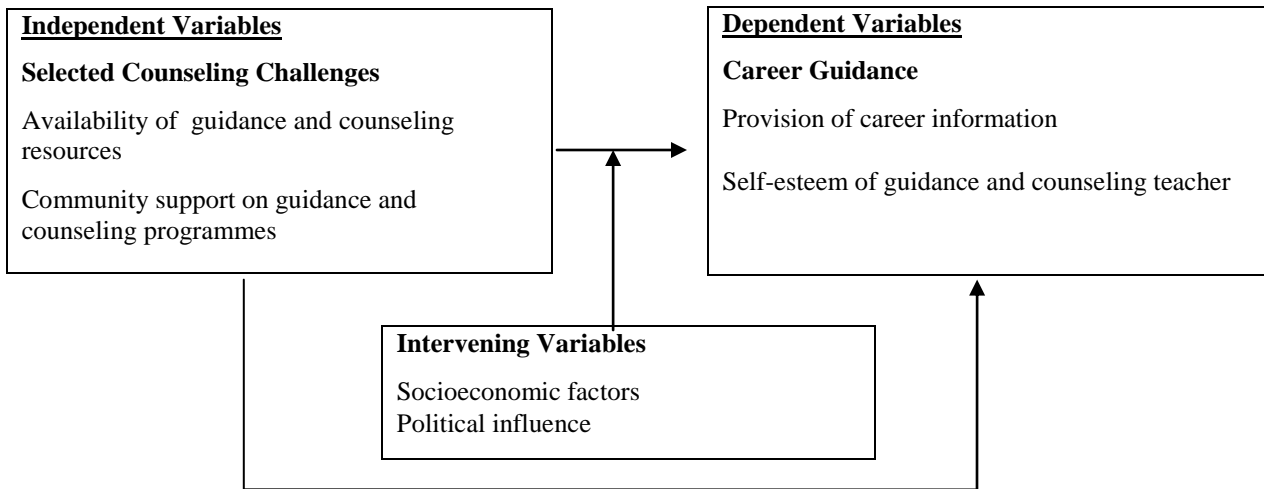 Independent Variables
Selected Counseling Challenges
Availability of guidance and counseling
resources
Community support on guidance and
counseling programmes
Dependent Variables
Career Guidance
Provision of career information
Self-esteem of guidance and counseling teacher
Intervening Variables
Socioeconomic factors
Political influence